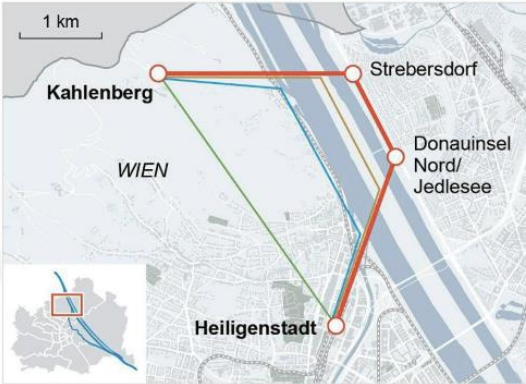 1 km
Strebersdorf
Kahlenberg
Donauinsel
Nord/
Jedlesee
WIEN
Heiligenstadt